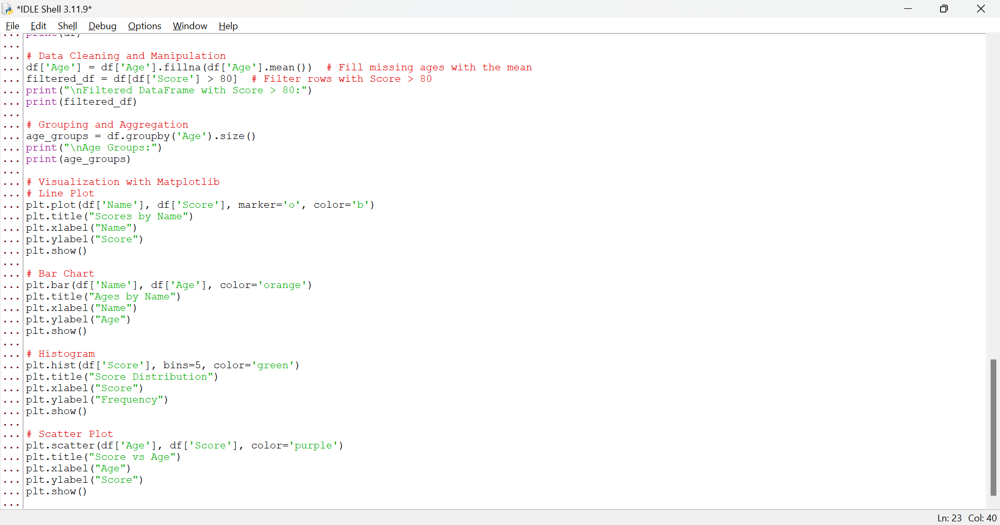 *IDLE Shell 3.11.9*
File Edit Shell Debug Options Window Help
... print(df)
...
... # Data Cleaning and Manipulation
... df['Age'] = df['Age'].fillna(df['Age'].mean())  # Fill missing ages with the mean
... filtered_df = df[df['Score'] > 80]  # Filter rows with Score > 80
... print("\nFiltered DataFrame with Score > 80:")
... print(filtered_df)
...
... # Grouping and Aggregation
... age_groups = df.groupby('Age').size()
... print("\nAge Groups:")
... print(age_groups)
...
... # Visualization with Matplotlib
... # Line Plot
... plt.plot(df['Name'], df['Score'], marker='o', color='b')
... plt.title("Scores by Name")
... plt.xlabel("Name")
... plt.ylabel("Score")
... plt.show()
...
... # Bar Chart
... plt.bar(df['Name'], df['Age'], color='orange')
... plt.title("Ages by Name")
... plt.xlabel("Name")
... plt.ylabel("Age")
... plt.show()
...
... # Histogram
... plt.hist(df['Score'], bins=5, color='green')
... plt.title("Score Distribution")
... plt.xlabel("Score")
... plt.ylabel("Frequency")
... plt.show()
...
... # Scatter Plot
... plt.scatter(df['Age'], df['Score'], color='purple')
... plt.title("Score vs Age")
... plt.xlabel("Age")
... plt.ylabel("Score")
... plt.show()
...
Ln: 23 Col: 40